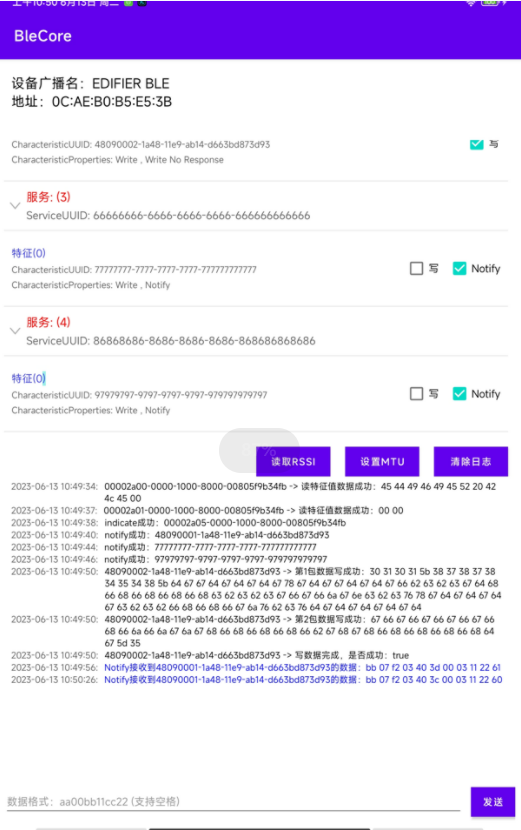 上午10:50 6月13日 周二
BleCore
设备广播名：EDIFIER BLE
地址：0C:AE:B0:B5:E5:3B
CharacteristicUUID: 48090002-1a48-11e9-ab14-d663bd873d93
写
CharacteristicProperties: Write , Write No Response
服务: (3)
ServiceUUID: 66666666-6666-6666-6666-666666666666
特征(0)
CharacteristicUUID: 77777777-7777-7777-7777-777777777777
写 Notify
CharacteristicProperties: Write , Notify
服务: (4)
ServiceUUID: 86868686-8686-8686-8686-868686868686
特征(0)
CharacteristicUUID: 97979797-9797-9797-9797-979797979797
写 Notify
CharacteristicProperties: Write , Notify
读取RSSI 设置MTU 清除日志
2023-06-13 10:49:34: 00002a00-0000-1000-8000-00805f9b34fb -> 读特征值数据成功：45 44 49 46 49 45 52 20 42
4c 45 00
2023-06-13 10:49:37: 00002a01-0000-1000-8000-00805f9b34fb -> 读特征值数据成功：00 00
2023-06-13 10:49:38: indicate成功：00002a05-0000-1000-8000-00805f9b34fb
2023-06-13 10:49:40: notify成功：48090001-1a48-11e9-ab14-d663bd873d93
2023-06-13 10:49:44: notify成功：77777777-7777-7777-7777-777777777777
2023-06-13 10:49:46: notify成功：97979797-9797-9797-9797-979797979797
2023-06-13 10:49:50: 48090002-1a48-11e9-ab14-d663bd873d93 -> 第1包数据写成功：30 31 30 31 5b 38 37 38 37 38
34 35 34 38 5b 64 67 67 64 67 64 67 64 67 78 67 64 67 67 64 67 64 67 66 62 63 62 63 67 64 68
66 68 66 68 66 68 66 68 63 62 63 62 63 67 66 67 66 6a 67 6e 63 62 63 76 78 67 64 67 64 67 64
67 63 62 63 62 66 68 66 68 66 67 6a 76 62 63 76 64 67 64 67 64 67 64 67 64
2023-06-13 10:49:50: 48090002-1a48-11e9-ab14-d663bd873d93 -> 第2包数据写成功：67 66 67 66 67 66 67 66 67 66
68 66 6a 66 6a 67 6a 67 68 66 68 66 68 66 68 66 62 67 68 67 68 66 68 66 68 66 68 66 68 64
67 5d 35
2023-06-13 10:49:50: 48090002-1a48-11e9-ab14-d663bd873d93 -> 写数据完成，是否成功：true
2023-06-13 10:49:56: Notify接收到48090001-1a48-11e9-ab14-d663bd873d93的数据：bb 07 f2 03 40 3d 00 03 11 22 61
2023-06-13 10:50:26: Notify接收到48090001-1a48-11e9-ab14-d663bd873d93的数据：bb 07 f2 03 40 3c 00 03 11 22 60
数据格式：aa00bb11cc22 (支持空格)
发送